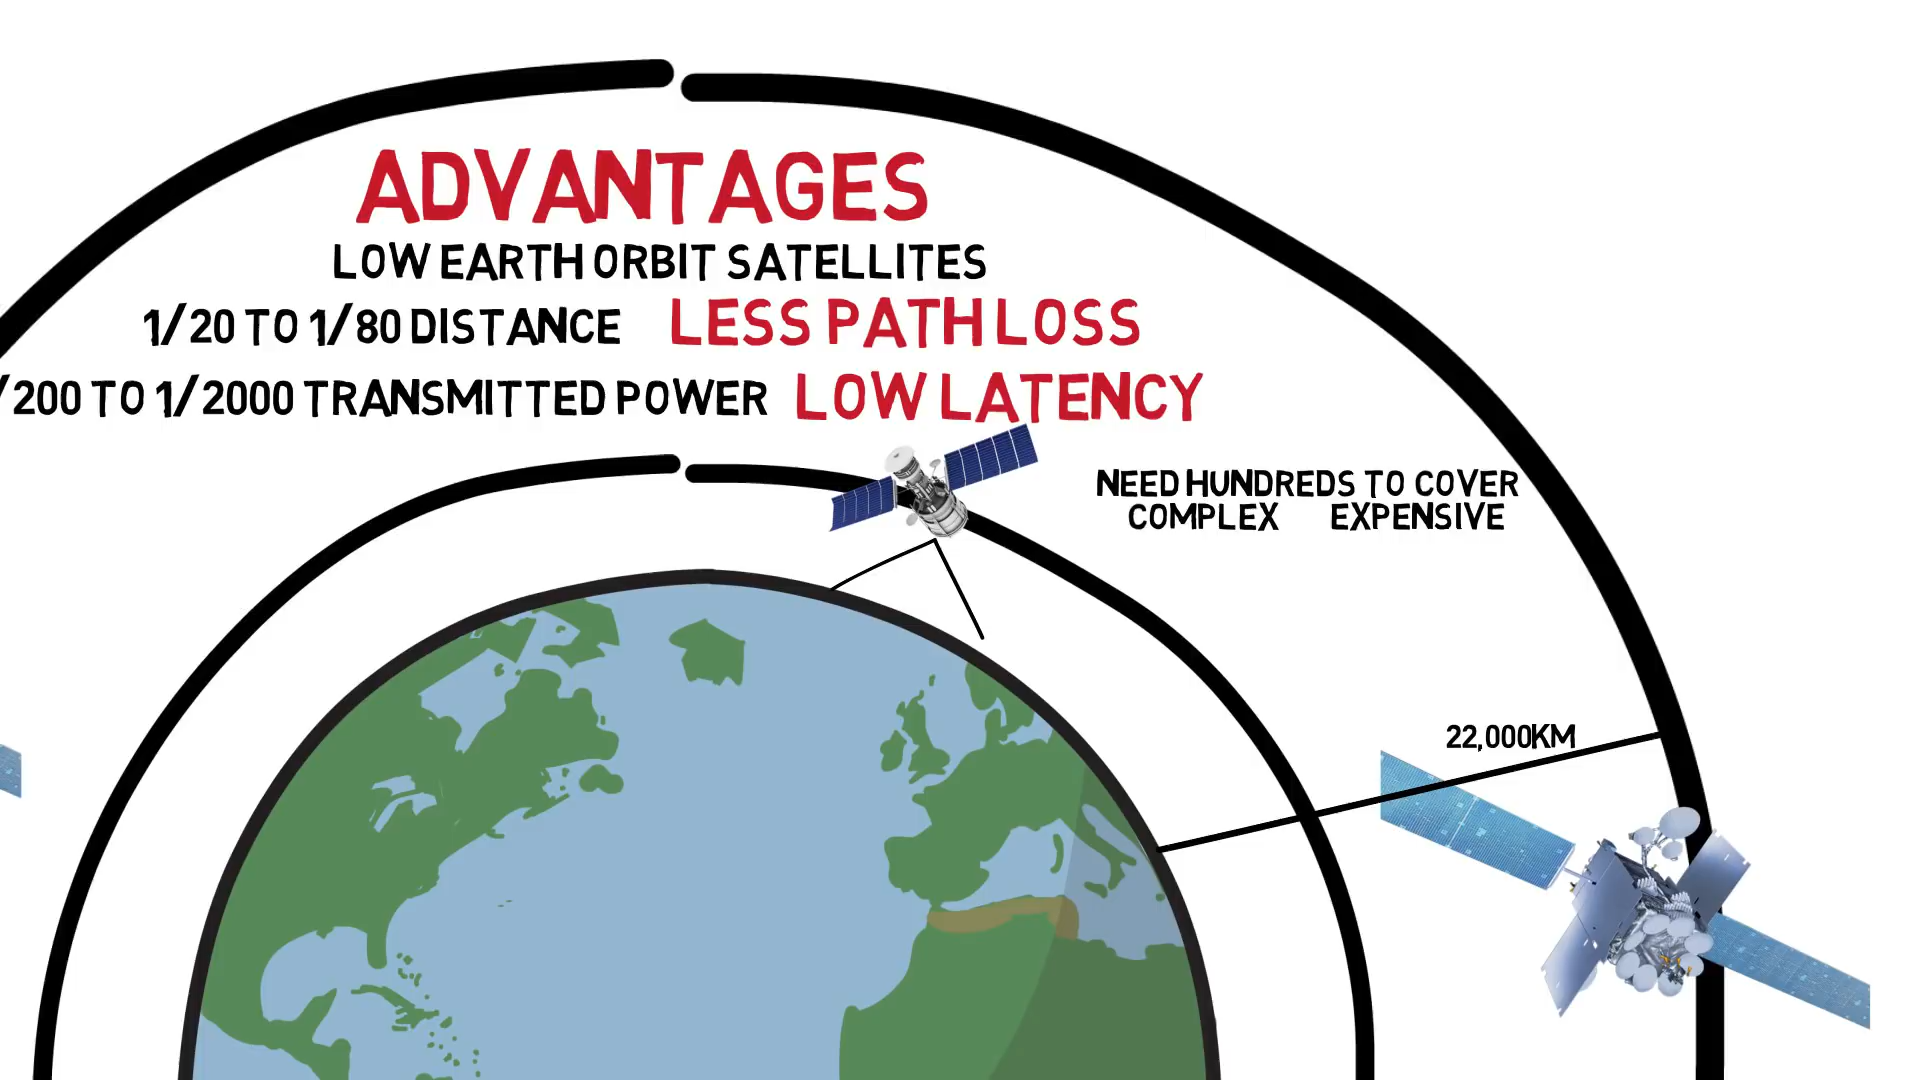 ADVANTAGES
LOW EARTH ORBIT SATELLITES
1/20 TO 1/80 DISTANCE LESS PATH LOSS
/200 TO 1/2000 TRANSMITTED POWER LOW LATENCY
NEED HUNDREDS TO COVER
COMPLEX EXPENSIVE
22,000KM